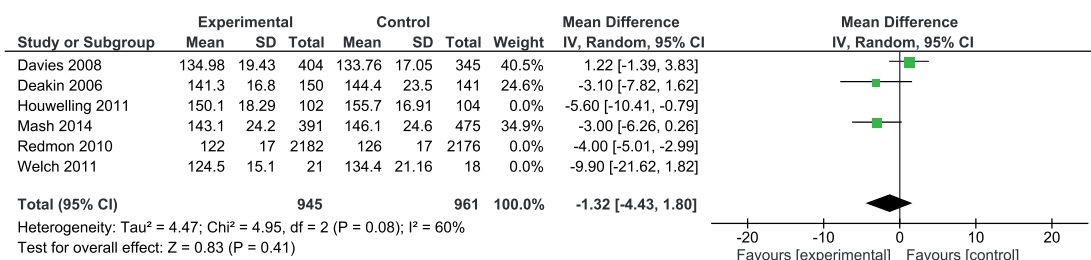 Experimental Control Mean Difference Mean Difference
Study or Subgroup Mean SD Total Mean SD Total Weight IV, Random, 95% CI IV, Random, 95% CI
Davies 2008 134.98 19.43 404 133.76 17.05 345 40.5% 1.22 [-1.39, 3.83]
Deakin 2006 141.3 16.8 150 144.4 23.5 141 24.6% -3.10 [-7.82, 1.62]
Houwelling 2011 150.1 18.29 102 155.7 16.91 104 0.0% -5.60 [-10.41, -0.79]
Mash 2014 143.1 24.2 391 146.1 24.6 475 34.9% -3.00 [-6.26, 0.26]
Redmon 2010 122 17 2182 126 17 2176 0.0% -4.00 [-5.01, -2.99]
Welch 2011 124.5 15.1 21 134.4 21.16 18 0.0% -9.90 [-21.62, 1.82]
Total (95% CI) 945 961 100.0% -1.32 [-4.43, 1.80]
Heterogeneity: Tau² = 4.47; Chi² = 4.95, df = 2 (P = 0.08); I² = 60%
Test for overall effect: Z = 0.83 (P = 0.41)
-20 -10 0 10 20
Favours [experimental] Favours [control]